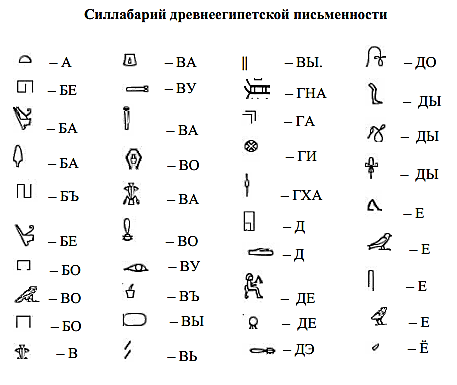 Силлабарий древнеегипетской письменности
– А
– БЕ
– БА
– БА
– БЪ
– БЕ
– БО
– ВО
– БО
– В
– ВА
– ВУ
– ВА
– ВО
– ВА
– ВО
– ВУ
– ВЪ
– ВЫ
– ВЬ
– ВЫ.
– ГНА
– ГА
– ГИ
– ГХА
– Д
– Д
– ДЕ
– ДЕ
– ДЭ
– ДО
– ДЫ
– ДЫ
– ДЫ
– Е
– Е
– Е
– Е
– Ё